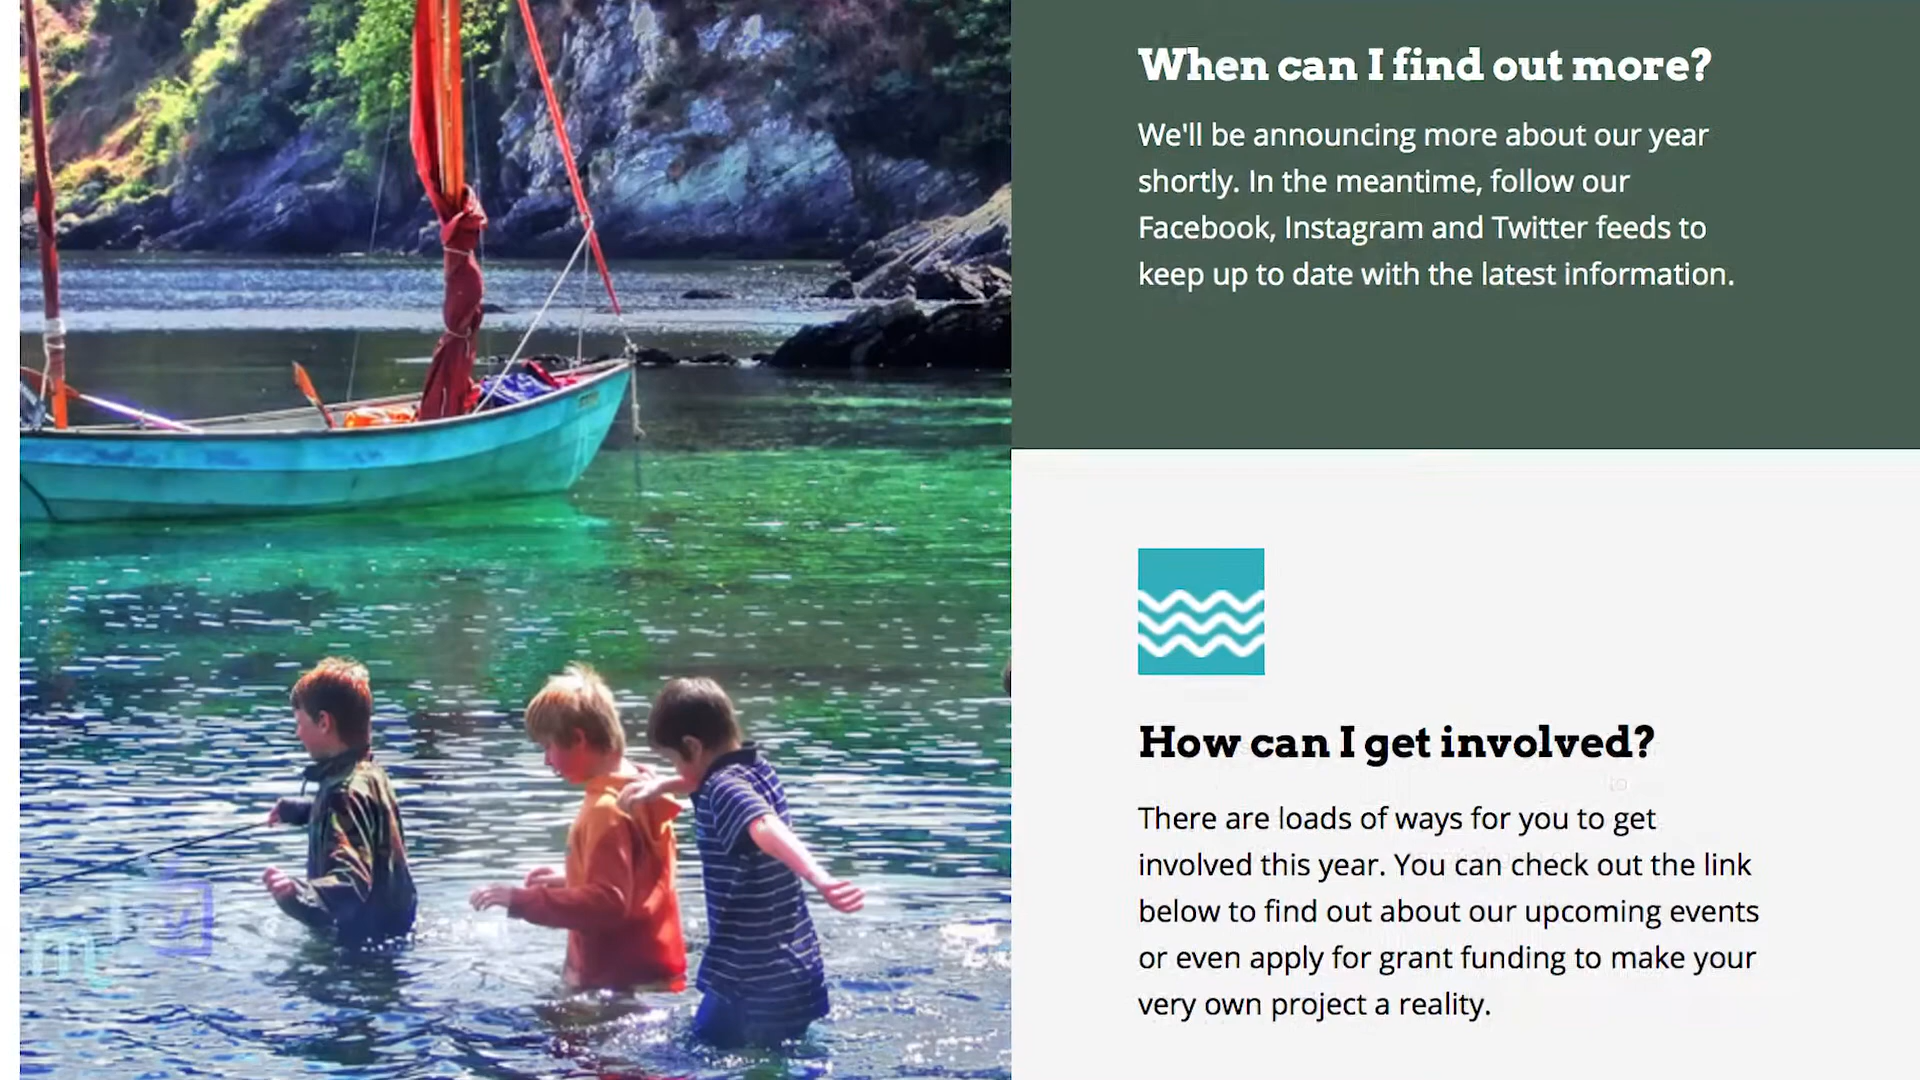 When can I find out more?
We'll be announcing more about our year
shortly. In the meantime, follow our
Facebook, Instagram and Twitter feeds to
keep up to date with the latest information.
How can I get involved?
There are loads of ways for you to get
involved this year. You can check out the link
below to find out about our upcoming events
or even apply for grant funding to make your
very own project a reality.